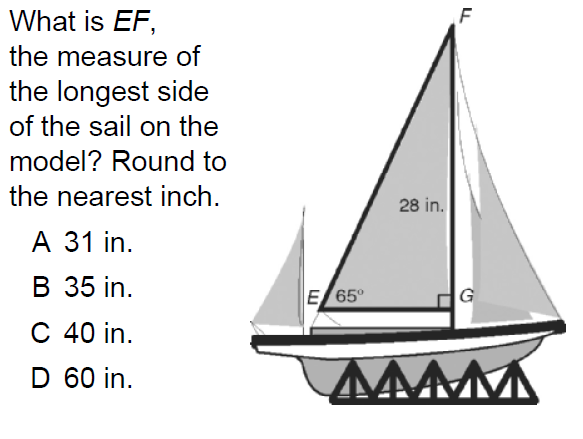 What is EF,
the measure of
the longest side
of the sail on the
model? Round to
the nearest inch.
A 31 in.
B 35 in.
C 40 in.
D 60 in.
F
28 in.
E 65° G